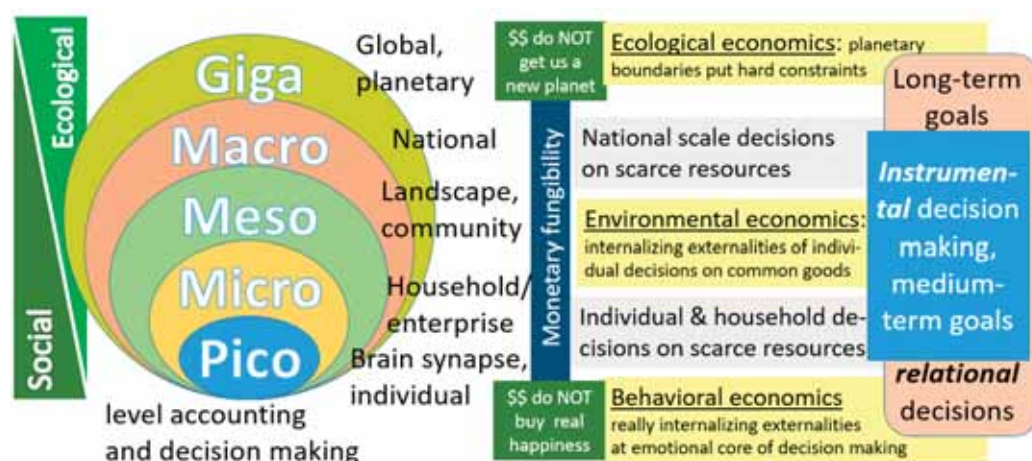 Ecological
Social
Giga
Macro
Meso
Micro
Pico
level accounting
and decision making
Global,
planetary
National
Landscape,
community
Household/
enterprise
Brain synapse,
individual
$$ do NOT
get us a
new planet
Monetary fungibility
$$ do NOT
buy real
happiness
Ecological economics: planetary
boundaries put hard constraints
National scale decisions
on scarce resources
Environmental economics:
internalizing externalities of indivi-
dual decisions on common goods
Individual & household de-
cisions on scarce resources
Behavioral economics
really internalizing externalities
at emotional core of decision making
Long-term
goals
Instrumen-
tal decision
making,
medium-
term goals
relational
decisions